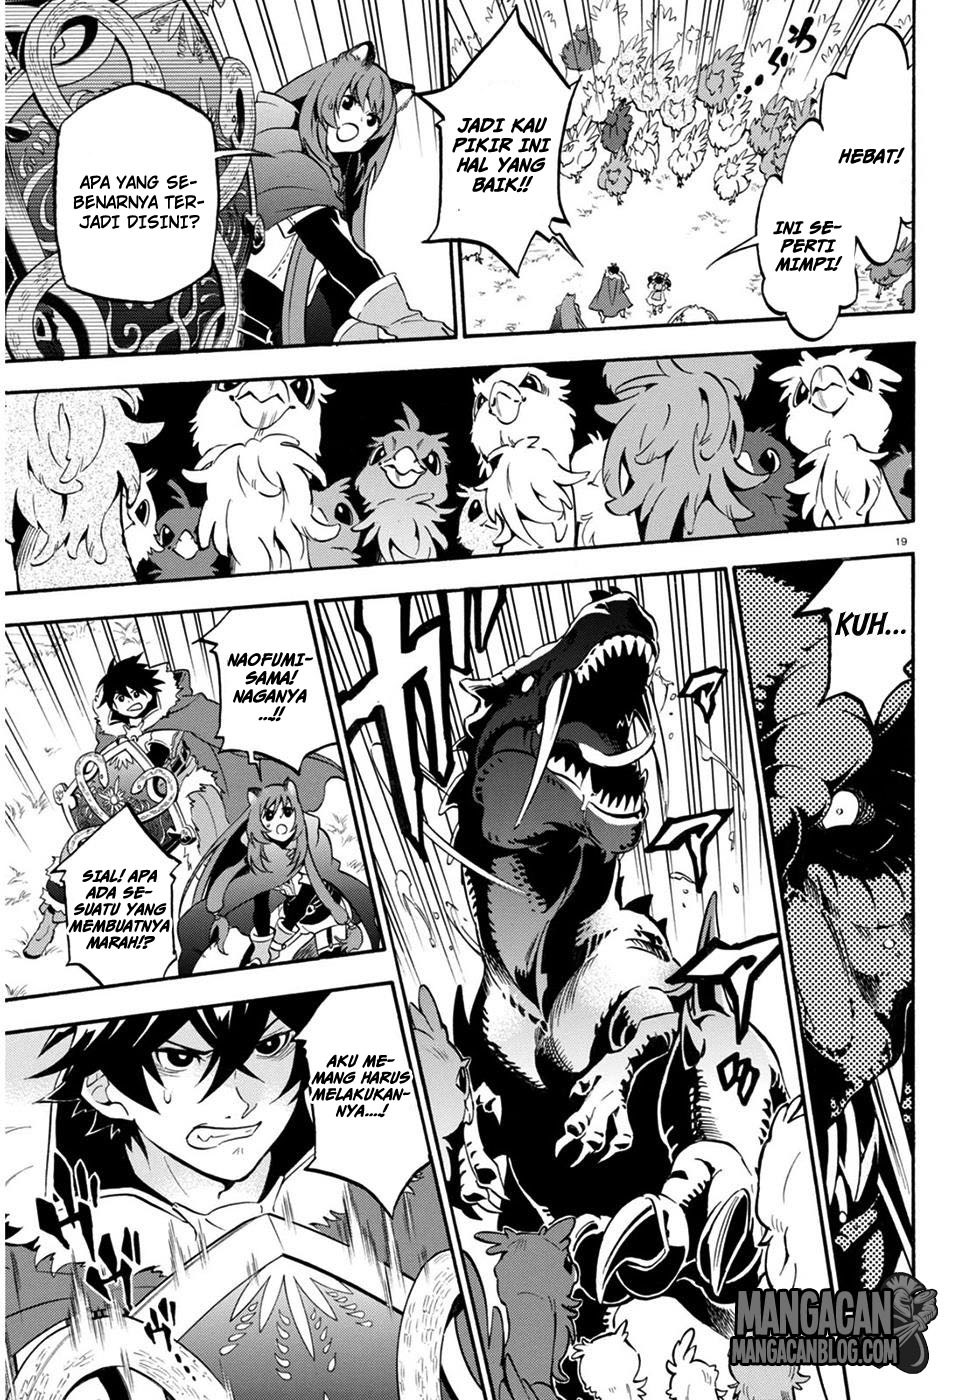 HEBAT!
INI SE-
PERTI
MIMPI!
JADI KAU
PIKIR INI
HAL YANG
BAIK!!
APA YANG SE-
BENARNYA TER-
JADI DISINI?
19
KUH...
NAOFUMI-
SAMA!
NAGANYA
...!!
SIAL! APA
ADA SE-
SUATU YANG
MEMBUATNYA
MARAH!?
AKU ME-
MANG HARUS
MELAKUKAN-
NYA....!
MANGACAN
MANGACANBLOG.COM